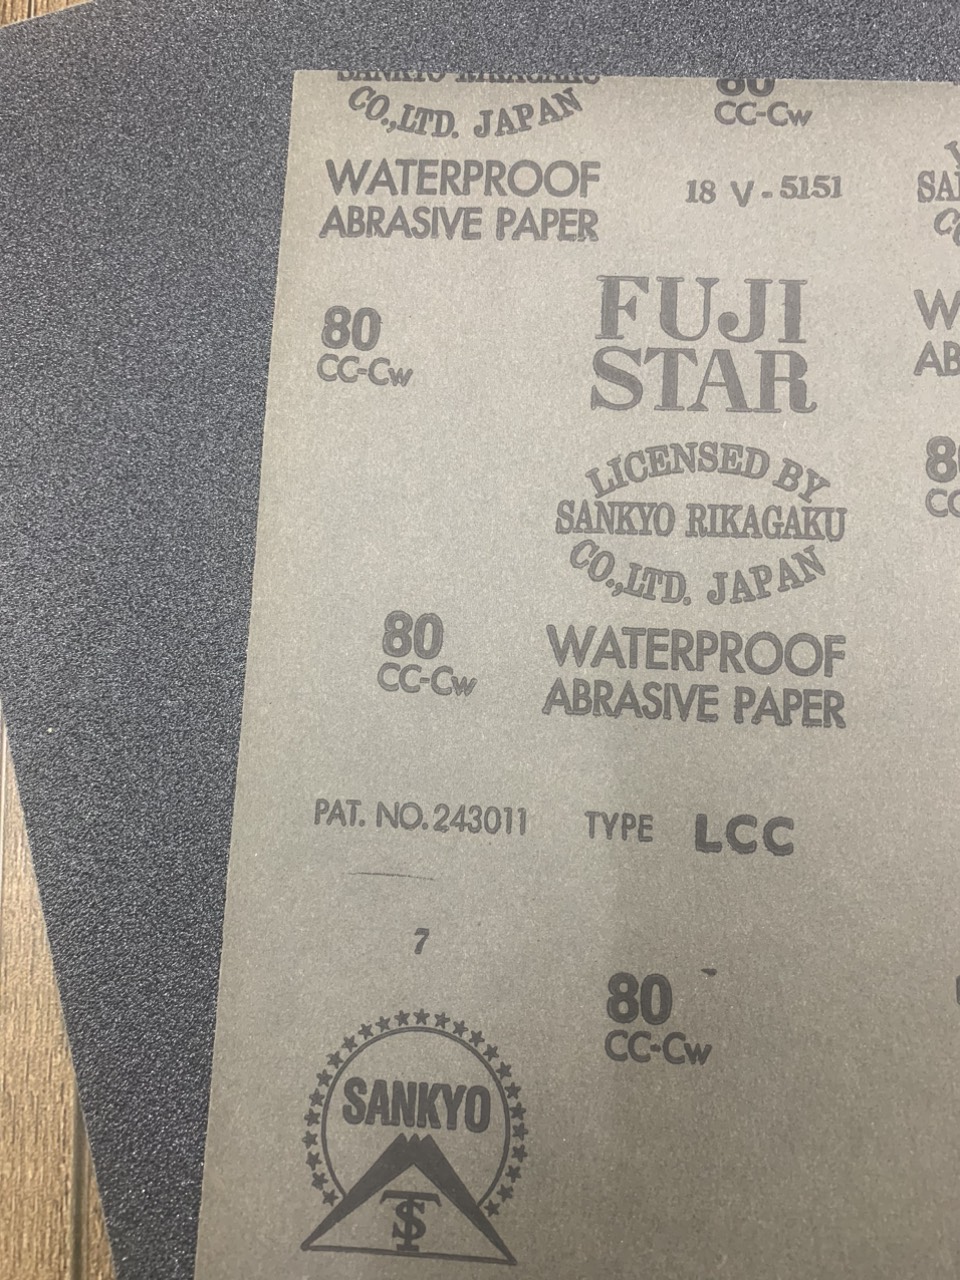 SANKYO RIKAGAKU
CO.,LTD. JAPAN
80
CC-Cw
WATERPROOF
ABRASIVE PAPER
18 V-5151
80
CC-Cw
FUJI
STAR
LICENSED BY
SANKYO RIKAGAKU
CO.,LTD. JAPAN
80
CC-Cw
WATERPROOF
ABRASIVE PAPER
PAT. NO. 243011 TYPE LCC
7
80
CC-Cw
SANKYO